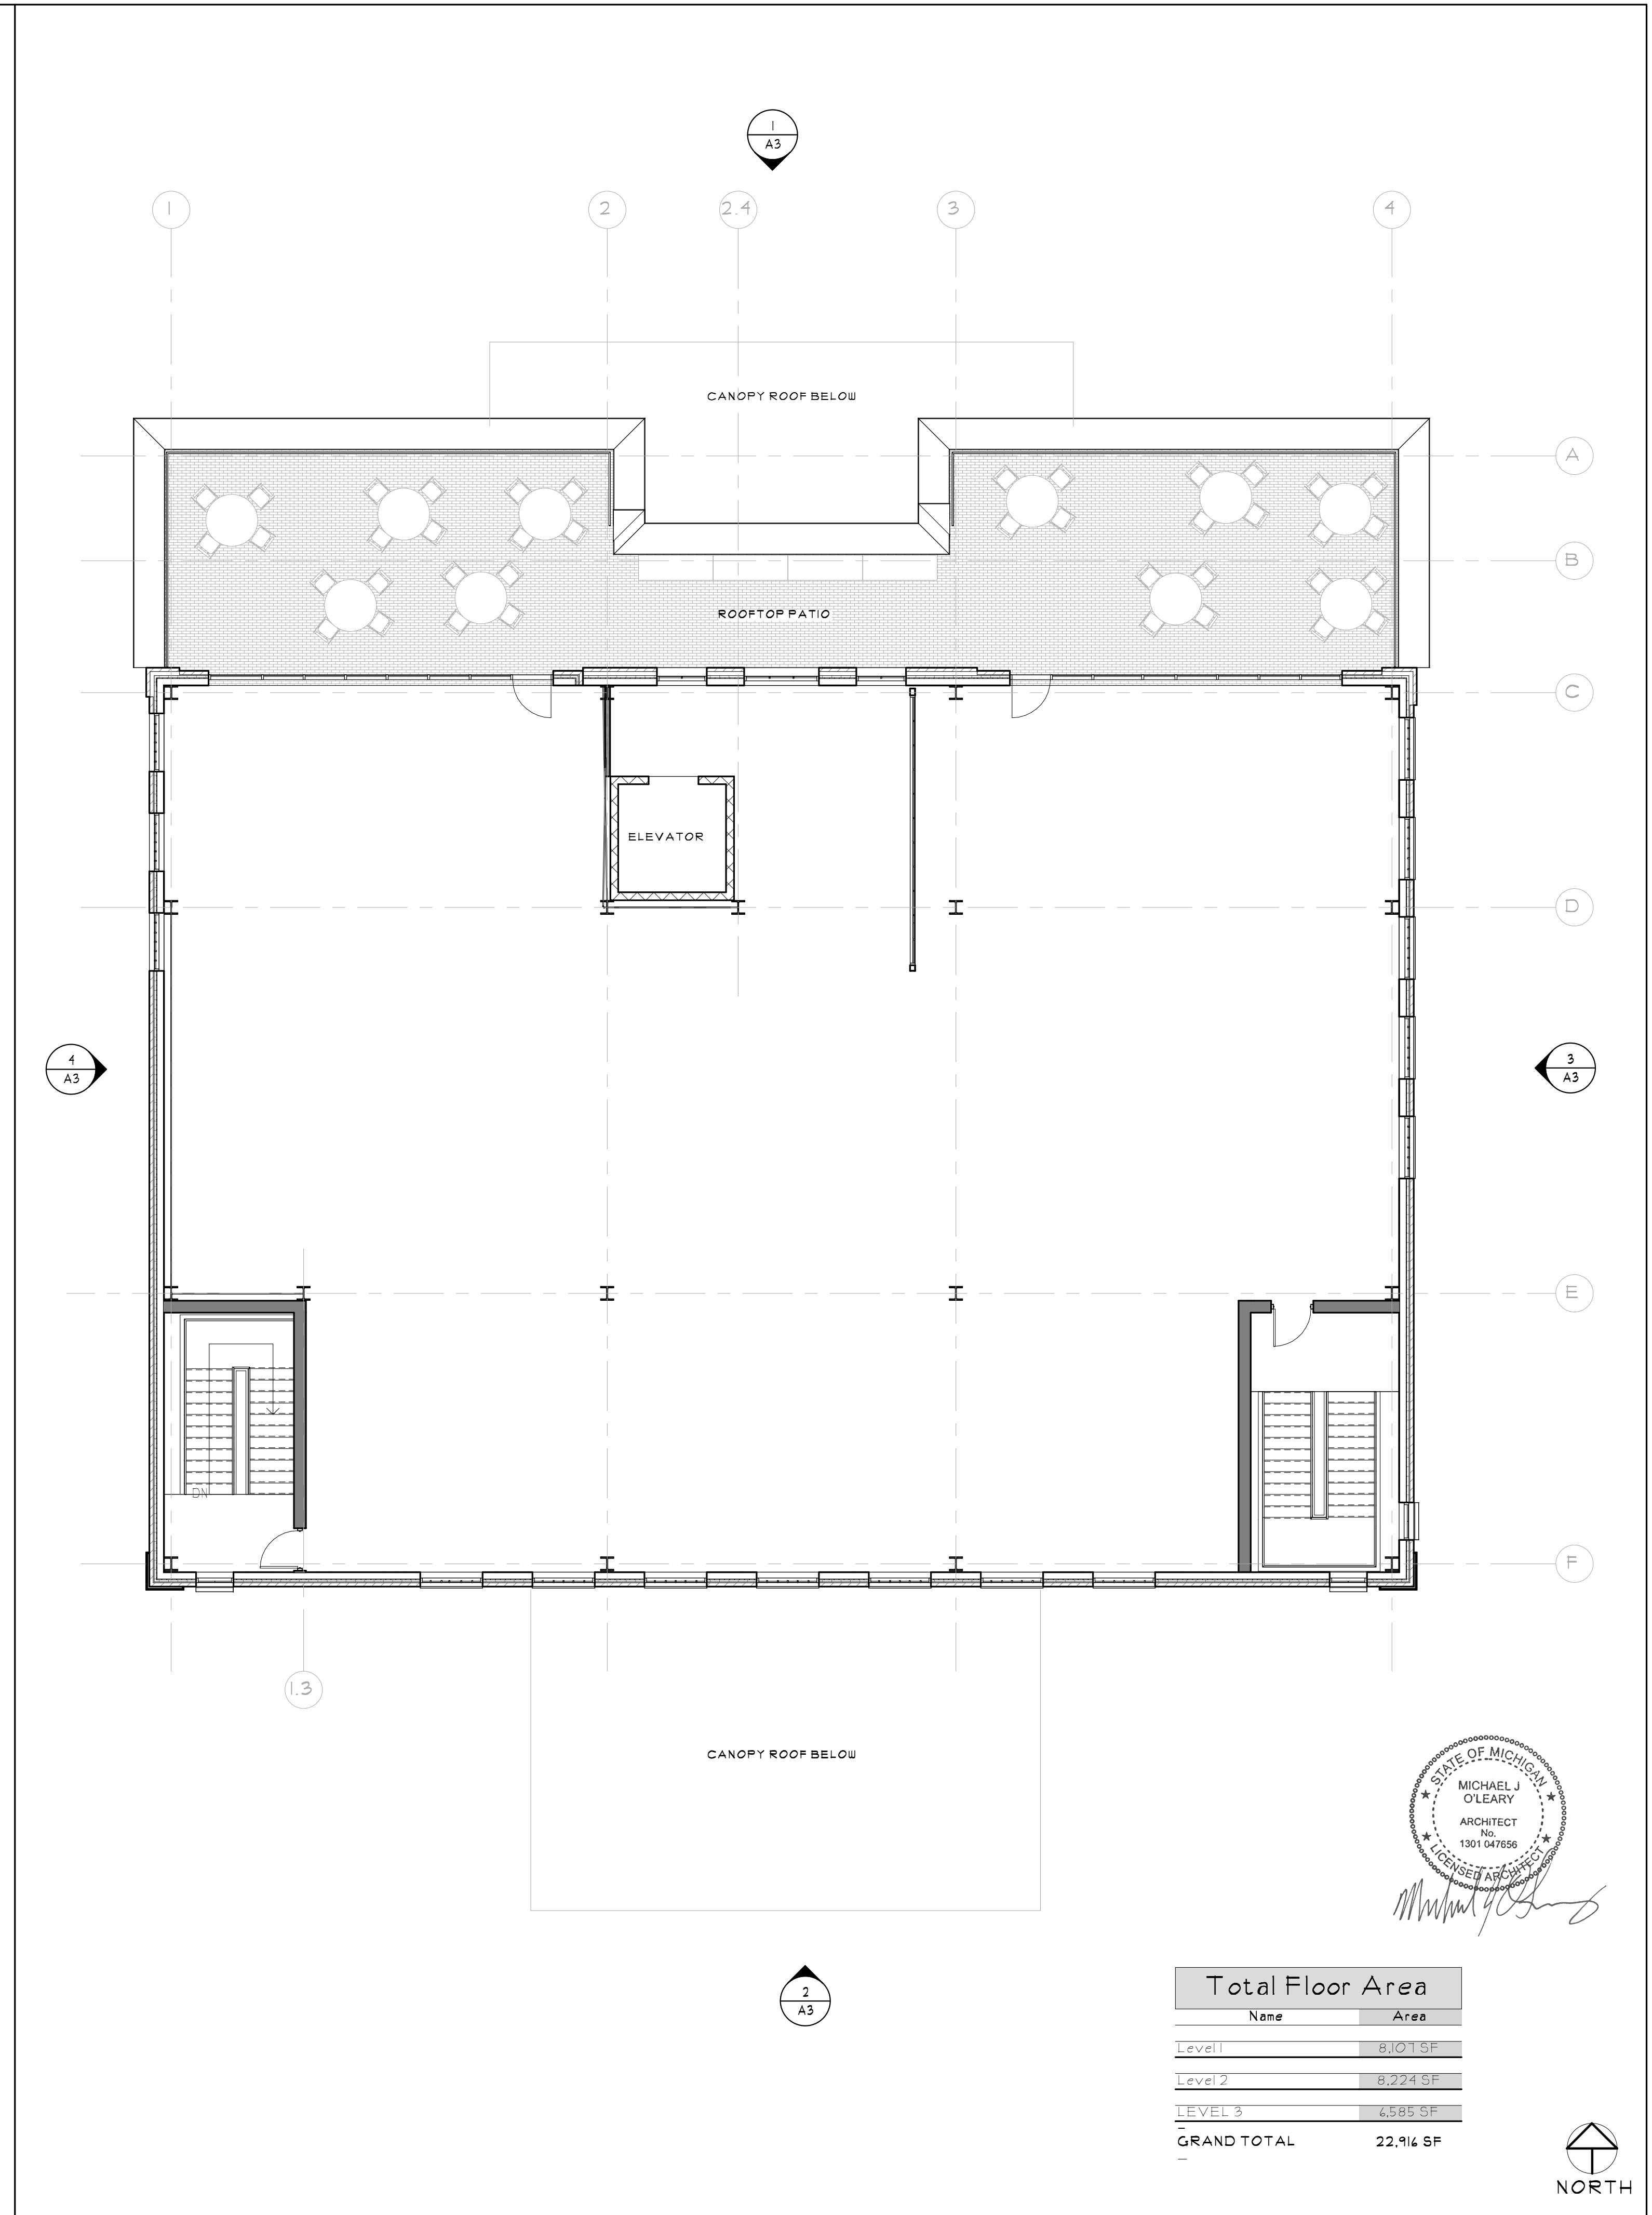 1
A3
1
2
2.4
3
4
CANOPY ROOF BELOW
A
B
ROOFTOP PATIO
C
ELEVATOR
D
4
A3
3
A3
E
DN
F
1.3
CANOPY ROOF BELOW
STATE OF MICHIGAN
MICHAEL J
O'LEARY
ARCHITECT
No.
1301 047656
LICENSED ARCHITECT
2
A3
Total Floor Area
Name Area
Level 1 8,107 SF
Level 2 8,224 SF
LEVEL 3 6,585 SF
GRAND TOTAL 22,916 SF
NORTH